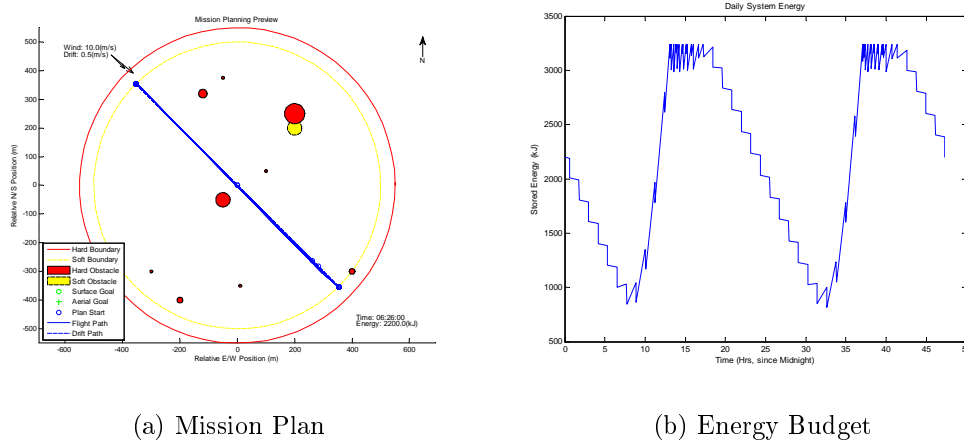 Mission Planning Preview
Wind: 10.0(m/s)
Drift: 0.5(m/s)
N
500
400
300
200
100
0
-100
-200
-300
-400
-500
-600
-400
-200
0
200
400
600
Relative N/S Position (m)
Relative E/W Position (m)
Hard Boundary
Soft Boundary
Hard Obstacle
Soft Obstacle
Surface Goal
Aerial Goal
Plan Start
Flight Path
Drift Path
Time: 06:26:00
Energy: 2200.0(kJ)
(a) Mission Plan
Daily System Energy
3500
3000
2500
2000
1500
1000
500
0
5
10
15
20
25
30
35
40
45
50
Stored Energy (kJ)
Time (Hrs, since Midnight)
(b) Energy Budget